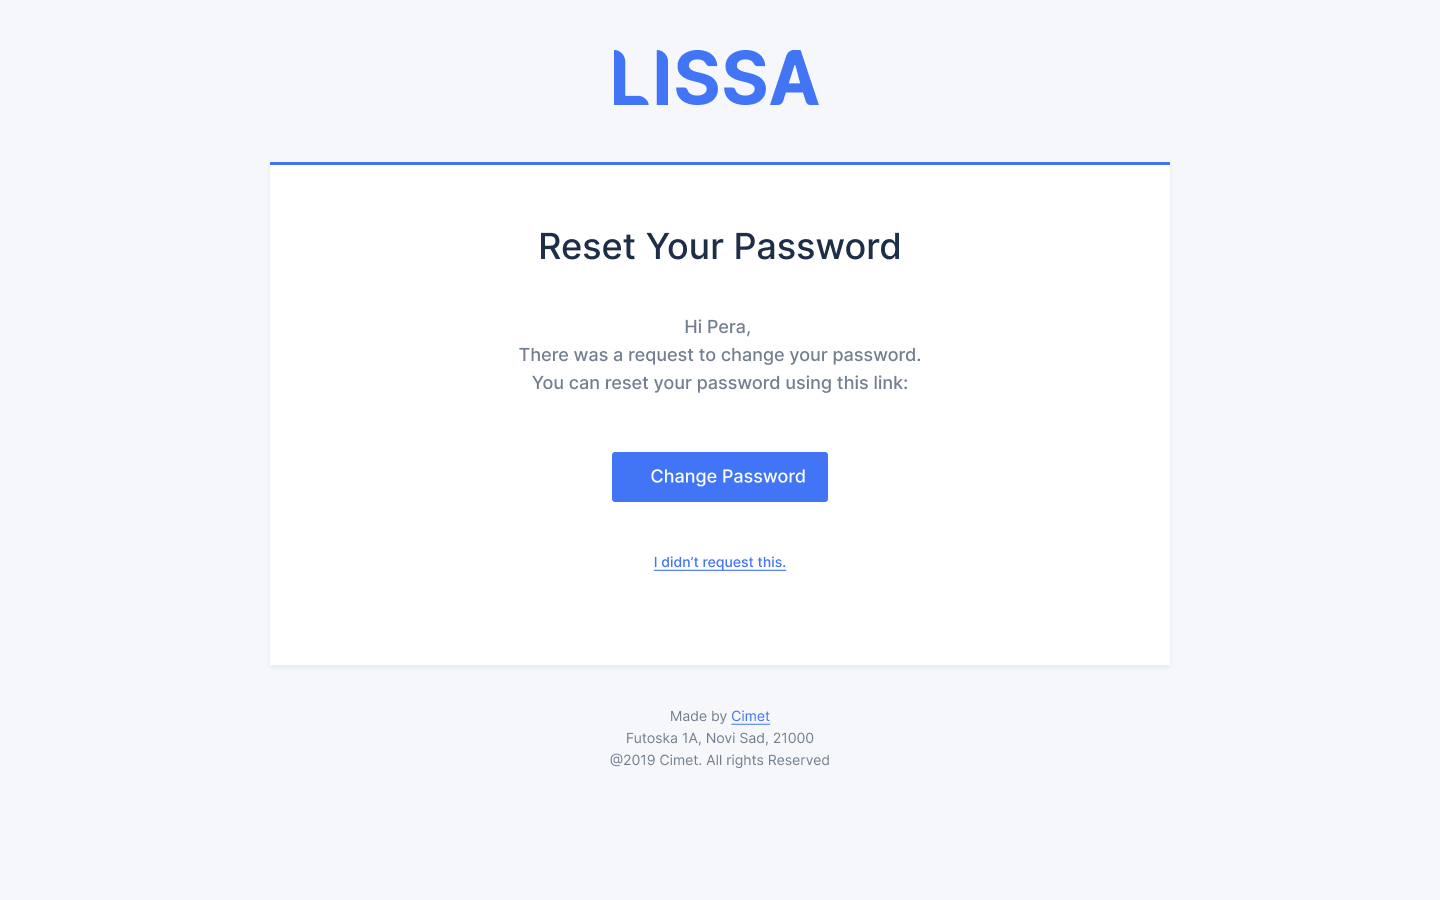 LISSA
Reset Your Password
Hi Pera,
There was a request to change your password.
You can reset your password using this link:
Change Password
I didn’t request this.
Made by Cimet
Futoska 1A, Novi Sad, 21000
@2019 Cimet. All rights Reserved